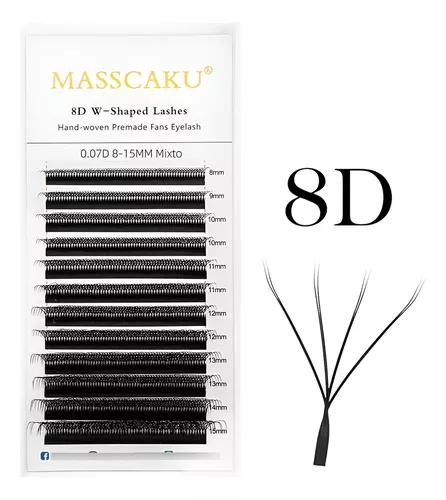 MASSCAKU®
8D W-Shaped Lashes
Hand-woven Premade Fans Eyelash
0.07D 8-15MM Mixto
8mm
9mm
10mm
10mm
11mm
11mm
12mm
12mm
13mm
13mm
14mm
15mm
8D